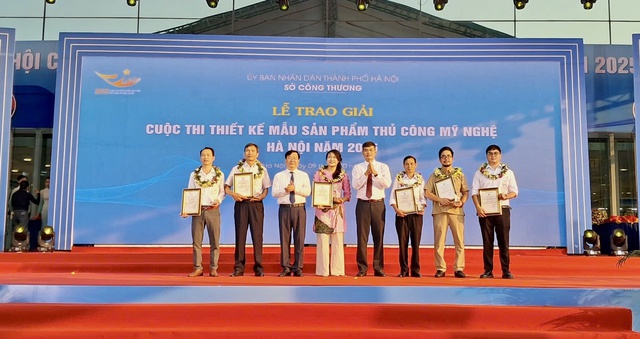 ỦY BAN NHÂN DÂN THÀNH PHỐ HÀ NỘI
SỞ CÔNG THƯƠNG
LỄ TRAO GIẢI
CUỘC THI THIẾT KẾ MẪU SẢN PHẨM THỦ CÔNG MỸ NGHỆ
HÀ NỘI NĂM
HỘI
2025